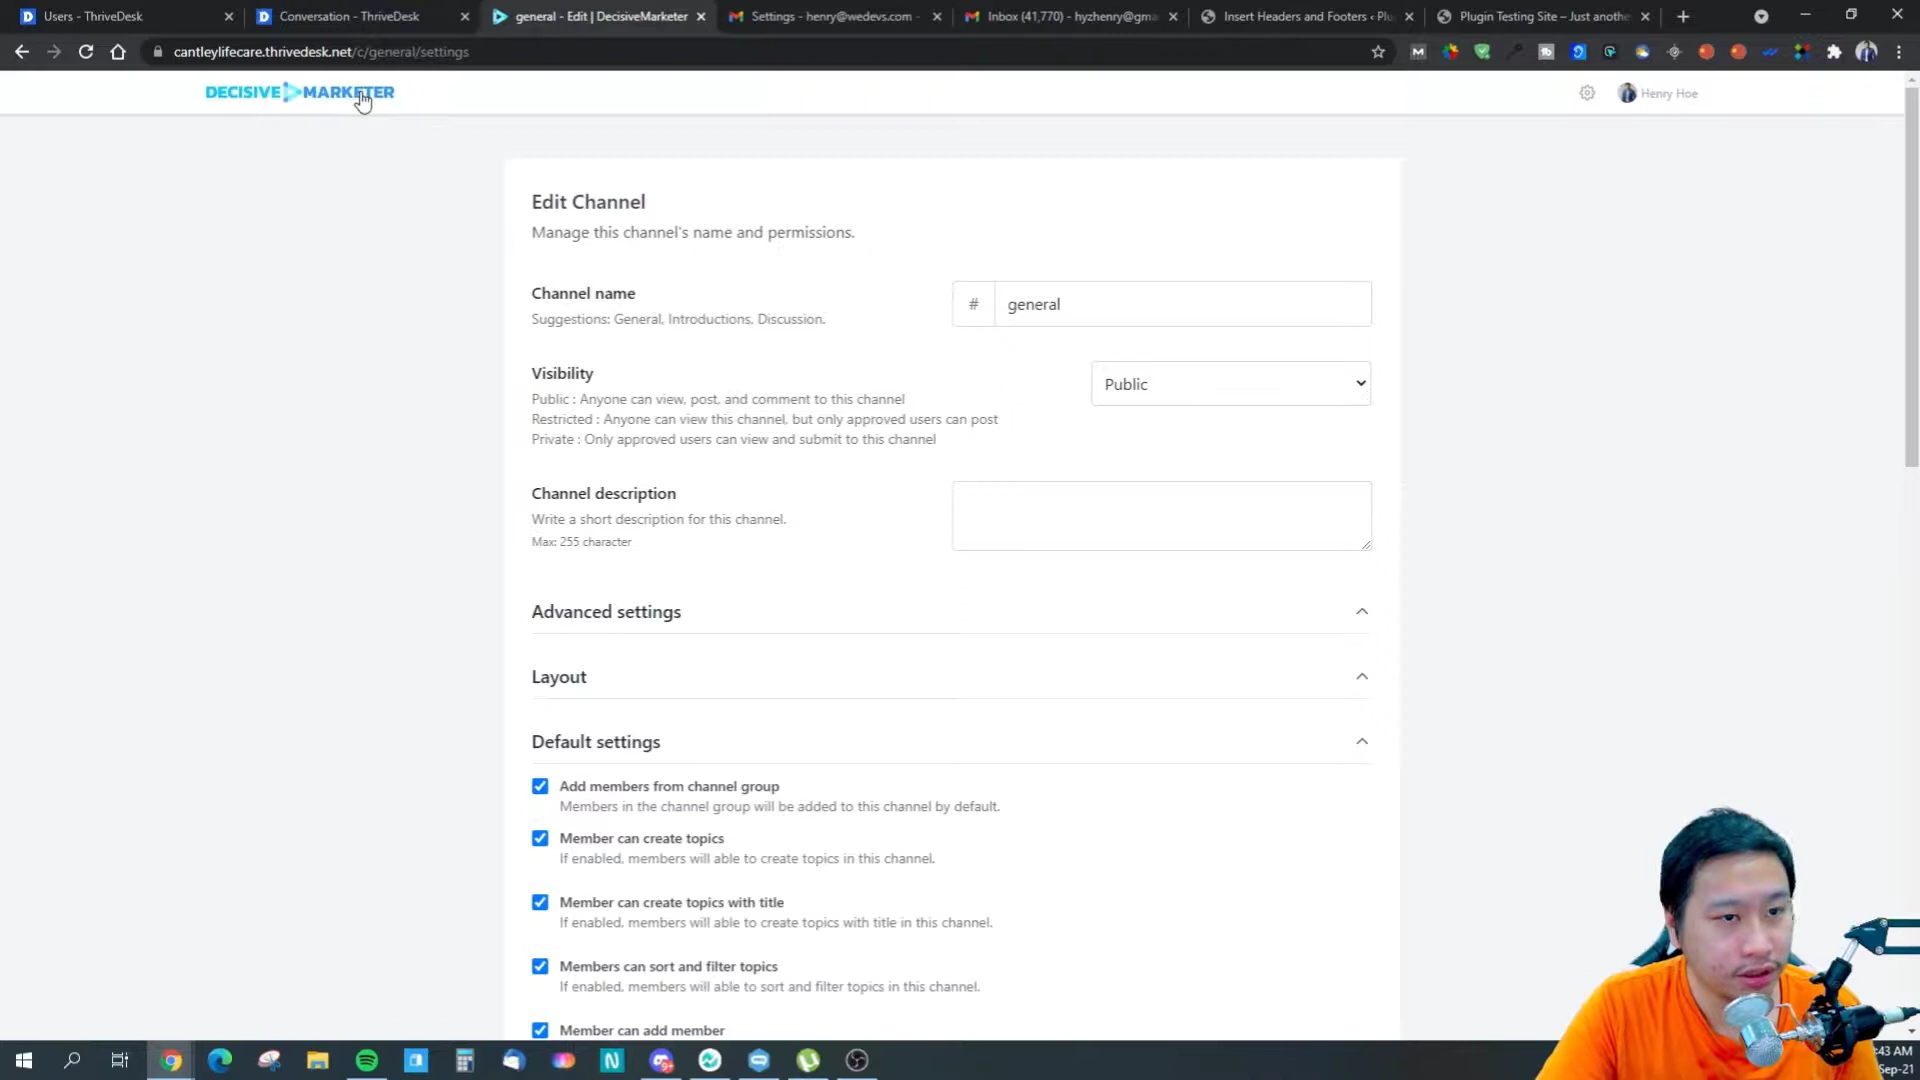 Users - ThriveDesk
Conversation - ThriveDesk
general - Edit | DecisiveMarketer
Settings - henry@wedevs.com -
Inbox (41,770) - hyzhenry@gm
Insert Headers and Footers ‹ Plu
Plugin Testing Site – Just anothe
cantleylifecare.thrivedesk.net/c/general/settings
DECISIVE MARKETER
Henry Hoe
Edit Channel
Manage this channel's name and permissions.
Channel name
Suggestions: General, Introductions, Discussion.
# general
Visibility
Public : Anyone can view, post, and comment to this channel
Restricted : Anyone can view this channel, but only approved users can post
Private : Only approved users can view and submit to this channel
Public
Channel description
Write a short description for this channel.
Max: 255 character
Advanced settings
Layout
Default settings
Add members from channel group
Members in the channel group will be added to this channel by default.
Member can create topics
If enabled, members will able to create topics in this channel.
Member can create topics with title
If enabled, members will able to create topics with title in this channel.
Members can sort and filter topics
If enabled, members will able to sort and filter topics in this channel.
Member can add member
:43 AM
Sep-21